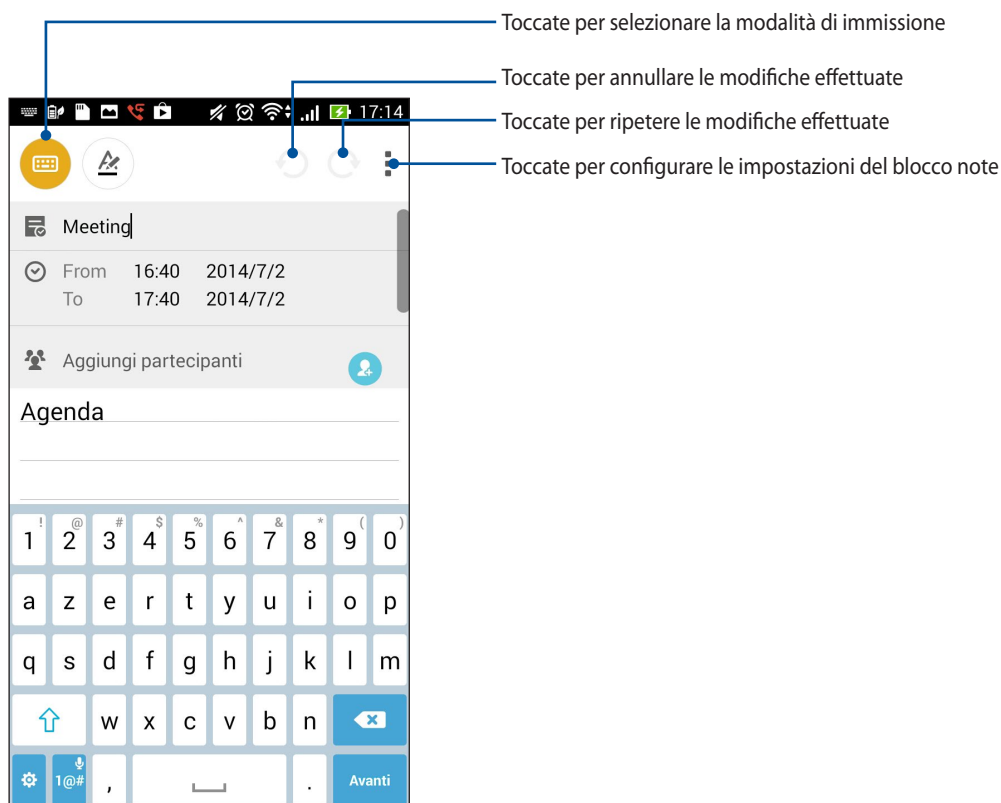 Toccate per selezionare la modalità di immissione
Toccate per annullare le modifiche effettuate
17:14
Toccate per ripetere le modifiche effettuate
Toccate per configurare le impostazioni del blocco note
Meeting
From 16:40 2014/7/2
To 17:40 2014/7/2
Aggiungi partecipanti
Agenda
! @ # $ % ^ & * ( )
1 2 3 4 5 6 7 8 9 0
a z e r t y u i o p
q s d f g h j k l m
w x c v b n
1@# , . Avanti